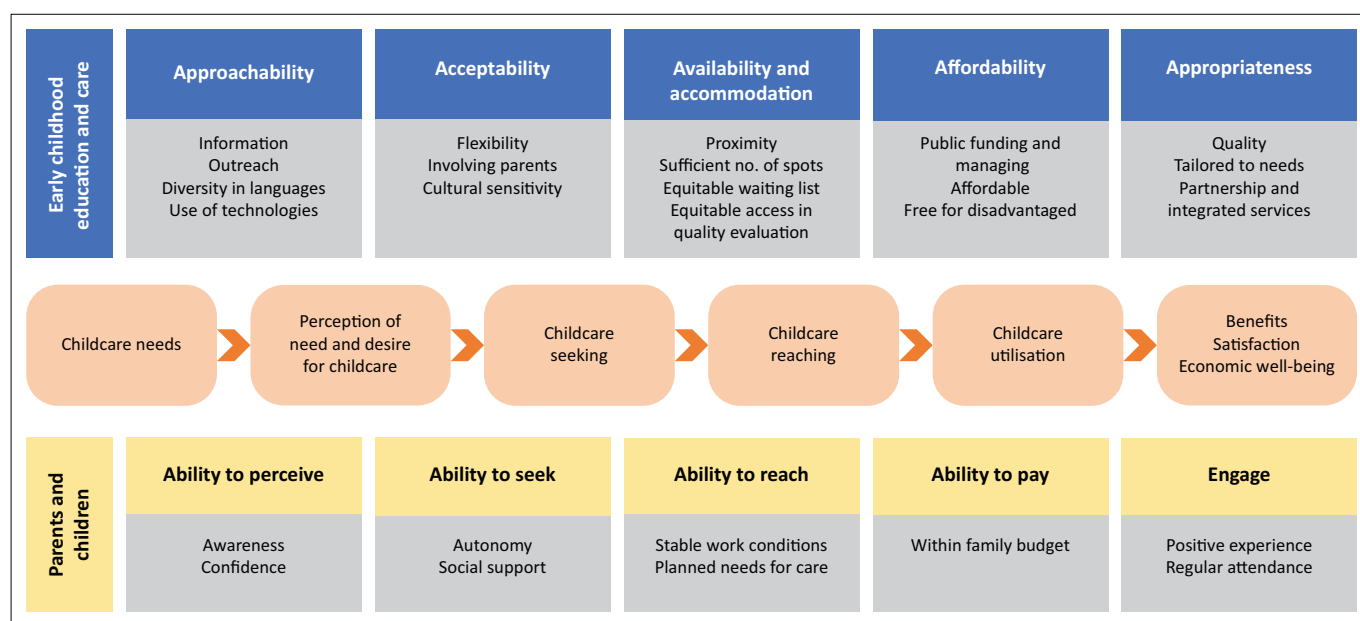 Early childhood
education and care
Approachability
Information
Outreach
Diversity in languages
Use of technologies
Acceptability
Flexibility
Involving parents
Cultural sensitivity
Availability and
accommodation
Proximity
Sufficient no. of spots
Equitable waiting list
Equitable access in
quality evaluation
Affordability
Public funding and
managing
Affordable
Free for disadvantaged
Appropriateness
Quality
Tailored to needs
Partnership and
integrated services
Childcare needs
Perception of
need and desire
for childcare
Childcare
seeking
Childcare
reaching
Childcare
utilisation
Benefits
Satisfaction
Economic well-being
Parents and
children
Ability to perceive
Awareness
Confidence
Ability to seek
Autonomy
Social support
Ability to reach
Stable work conditions
Planned needs for care
Ability to pay
Within family budget
Engage
Positive experience
Regular attendance